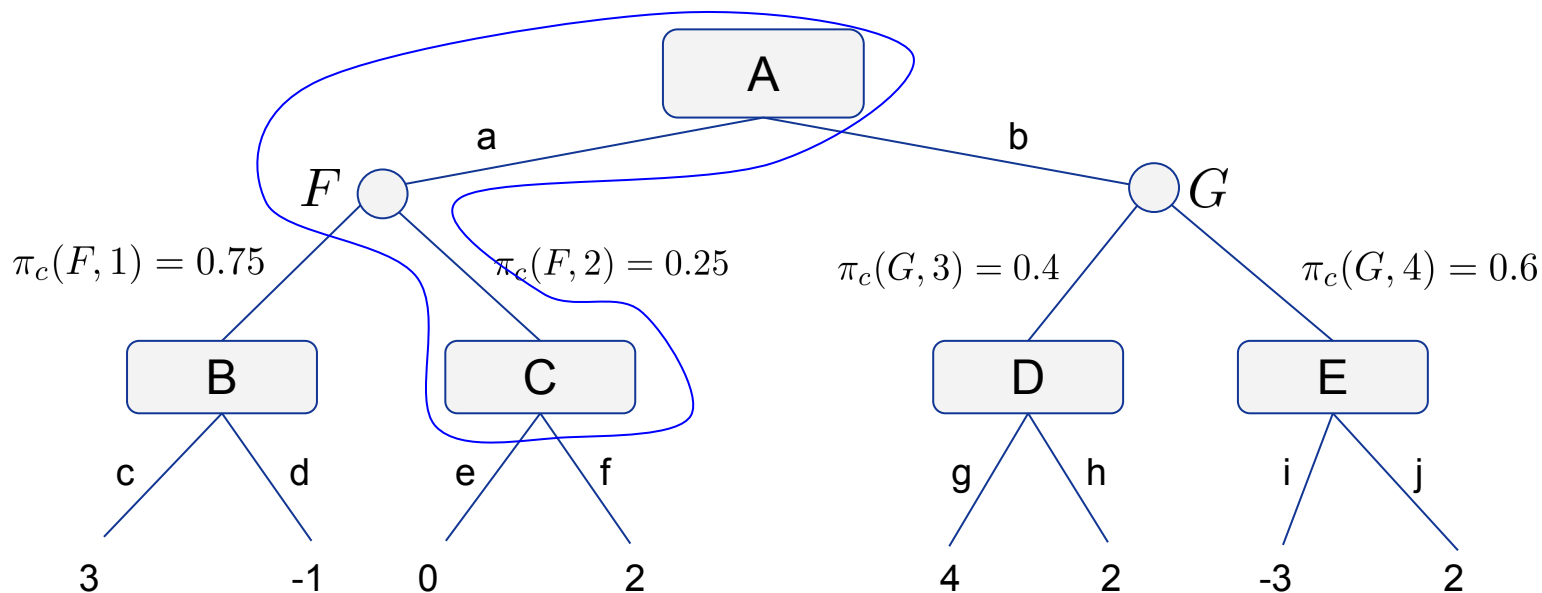 A
a
b
F
G
π_c(F, 1) = 0.75
π_c(F, 2) = 0.25
π_c(G, 3) = 0.4
π_c(G, 4) = 0.6
B
C
D
E
c
d
e
f
g
h
i
j
3
-1
0
2
4
2
-3
2